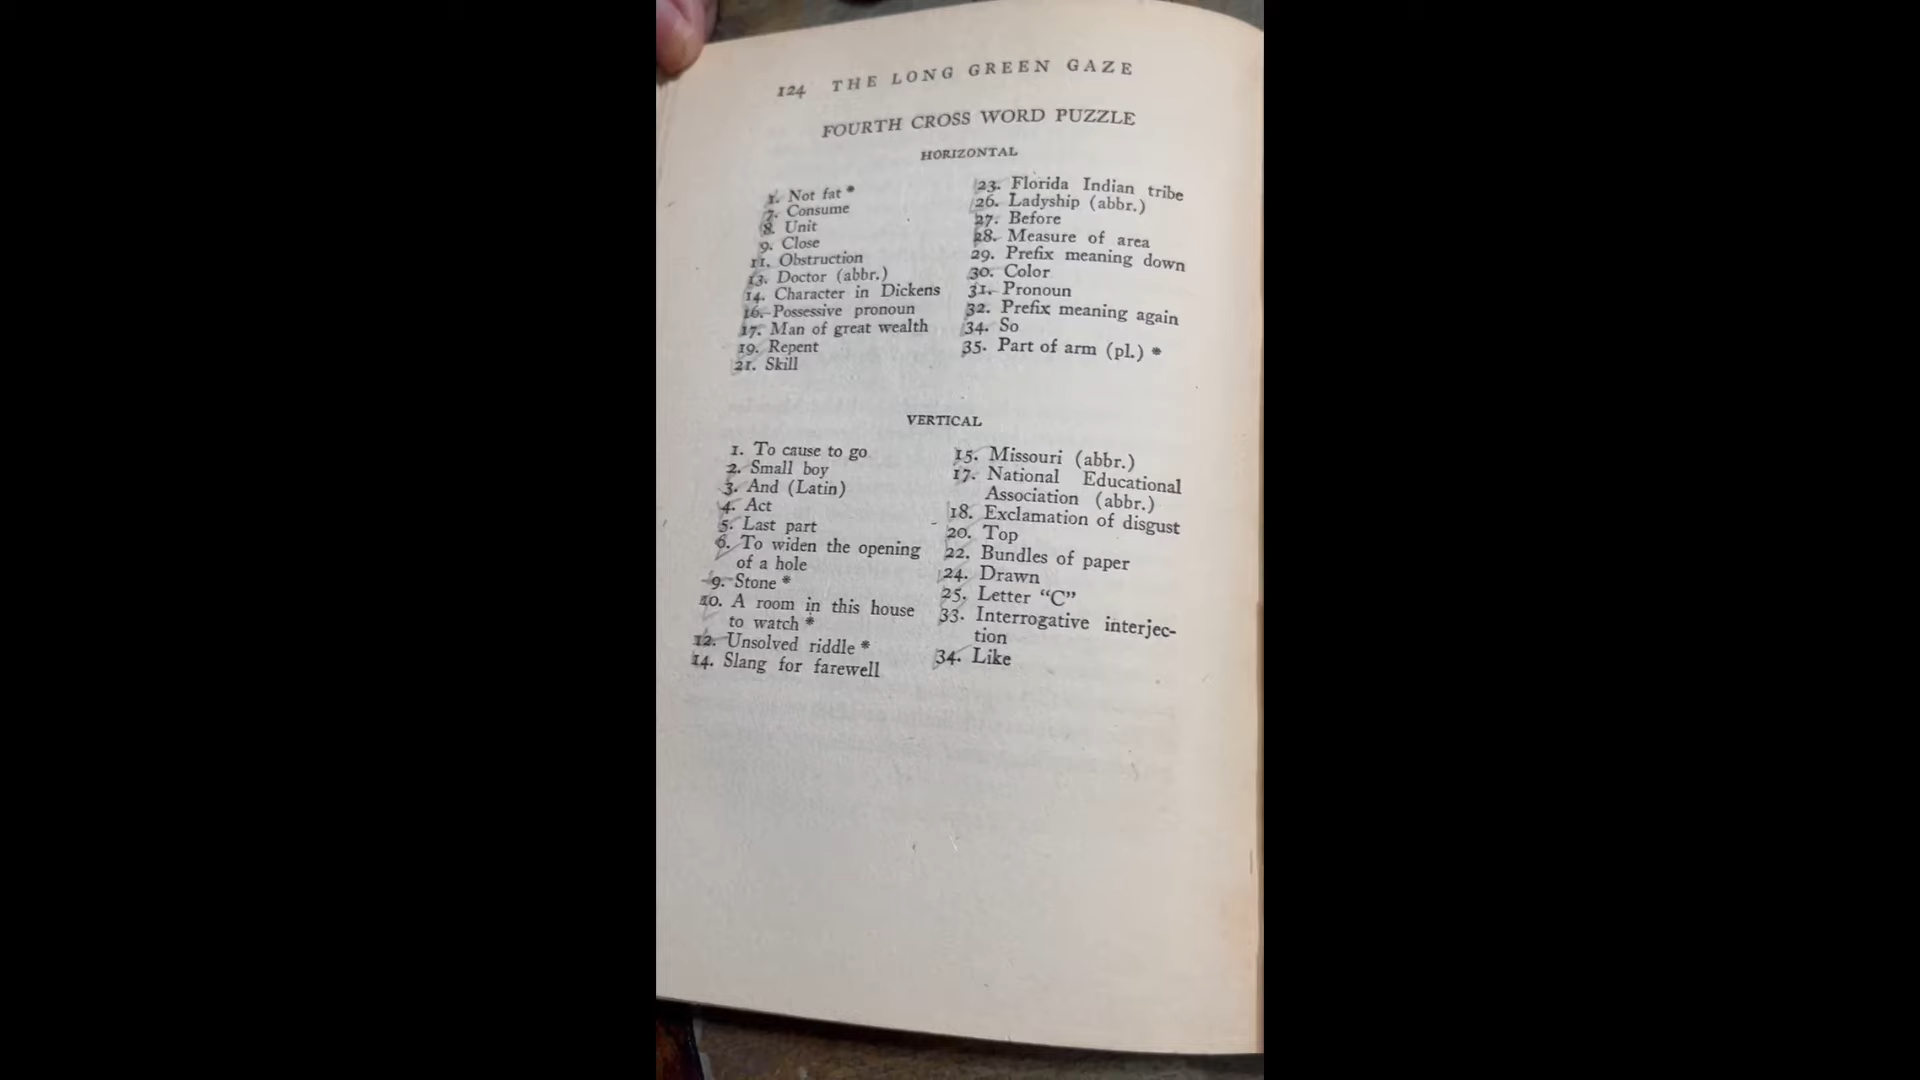 124 THE LONG GREEN GAZE
FOURTH CROSS WORD PUZZLE
HORIZONTAL
1. Not fat *
7. Consume
8. Unit
9. Close
11. Obstruction
13. Doctor (abbr.)
14. Character in Dickens
16. Possessive pronoun
17. Man of great wealth
19. Repent
21. Skill
23. Florida Indian tribe
26. Ladyship (abbr.)
27. Before
28. Measure of area
29. Prefix meaning down
30. Color
31. Pronoun
32. Prefix meaning again
34. So
35. Part of arm (pl.) *
VERTICAL
1. To cause to go
2. Small boy
3. And (Latin)
4. Act
5. Last part
6. To widen the opening
of a hole
9. Stone *
10. A room in this house
to watch *
12. Unsolved riddle *
14. Slang for farewell
15. Missouri (abbr.)
17. National Educational
Association (abbr.)
18. Exclamation of disgust
20. Top
22. Bundles of paper
24. Drawn
25. Letter "C"
33. Interrogative interjec-
tion
34. Like